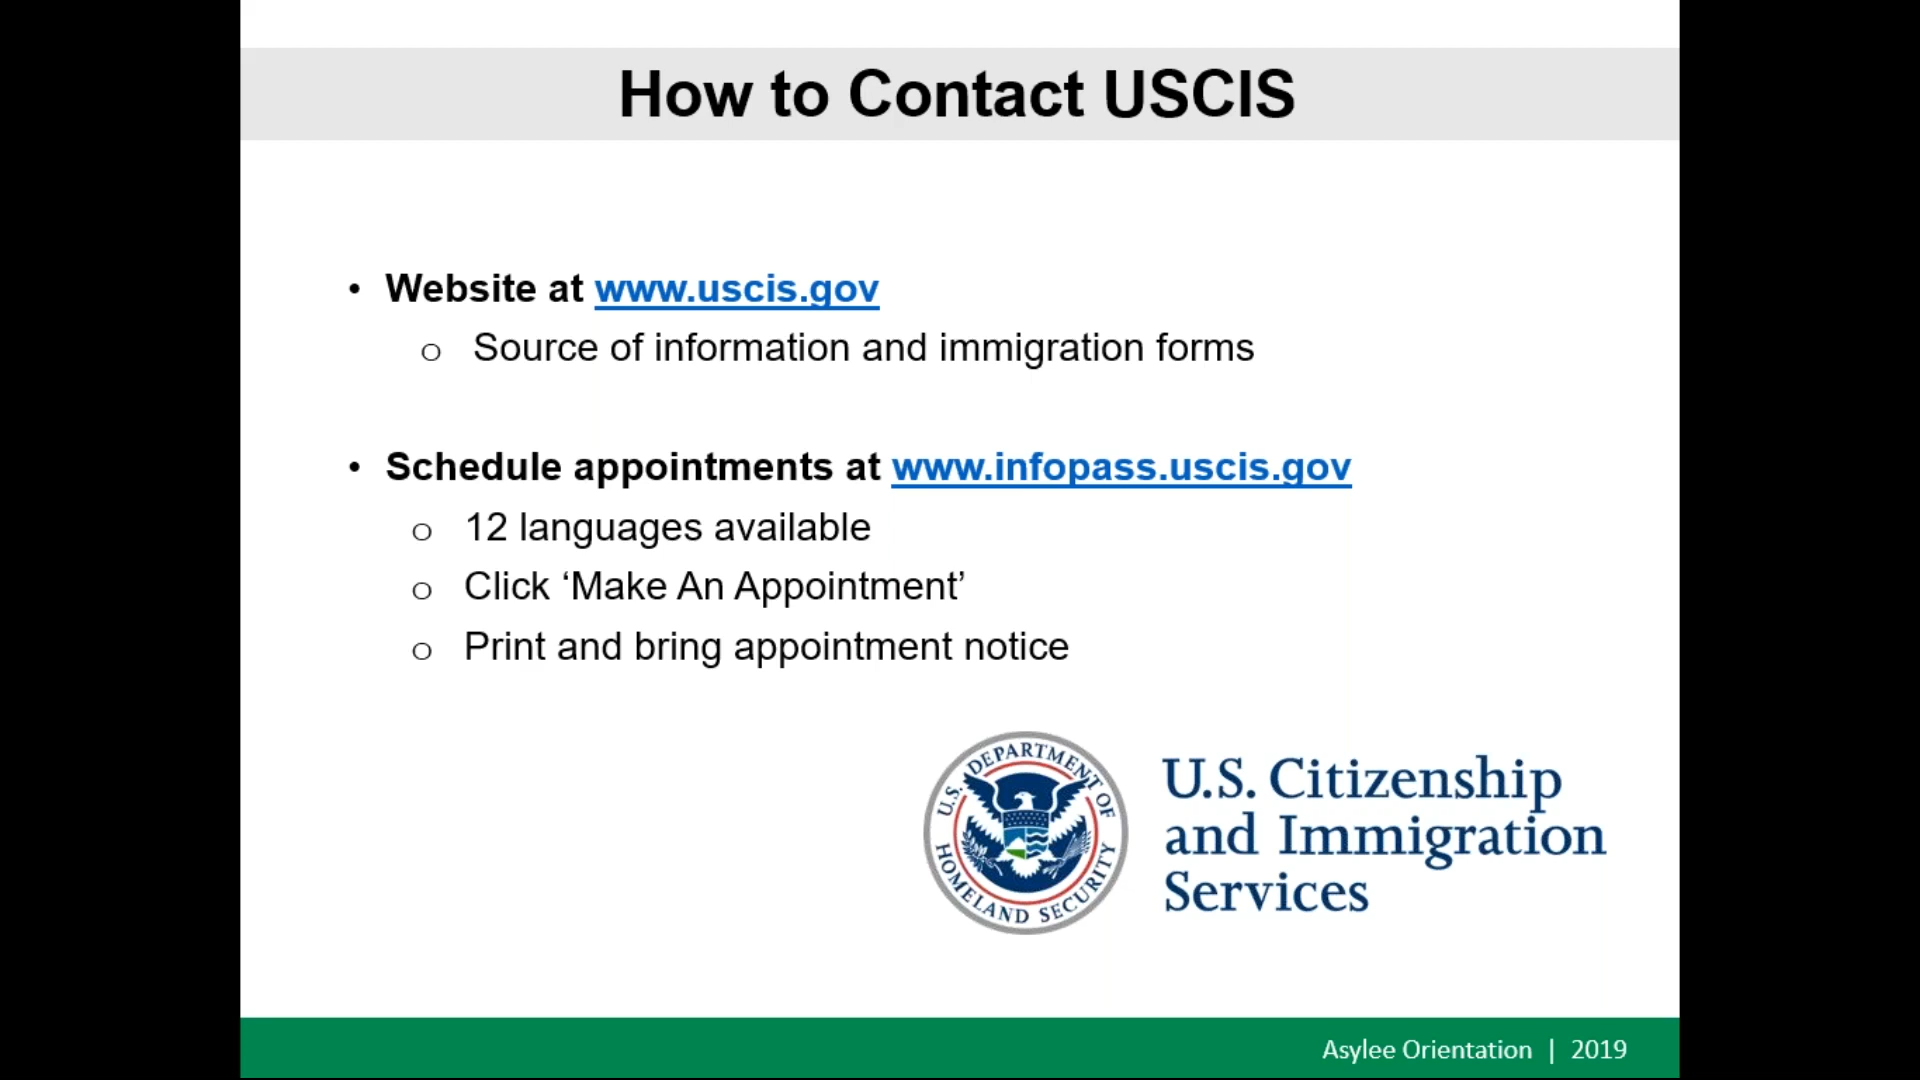 How to Contact USCIS
• Website at www.uscis.gov
o Source of information and immigration forms
• Schedule appointments at www.infopass.uscis.gov
o 12 languages available
o Click ‘Make An Appointment’
o Print and bring appointment notice
U.S. DEPARTMENT OF HOMELAND SECURITY
U.S. Citizenship
and Immigration
Services
Asylee Orientation | 2019